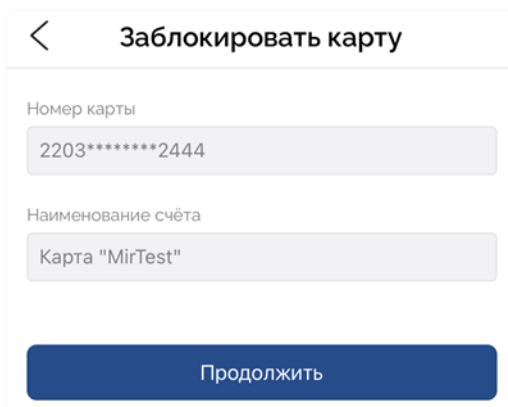 Заблокировать карту
Номер карты
2203********2444
Наименование счёта
Карта "MirTest"
Продолжить